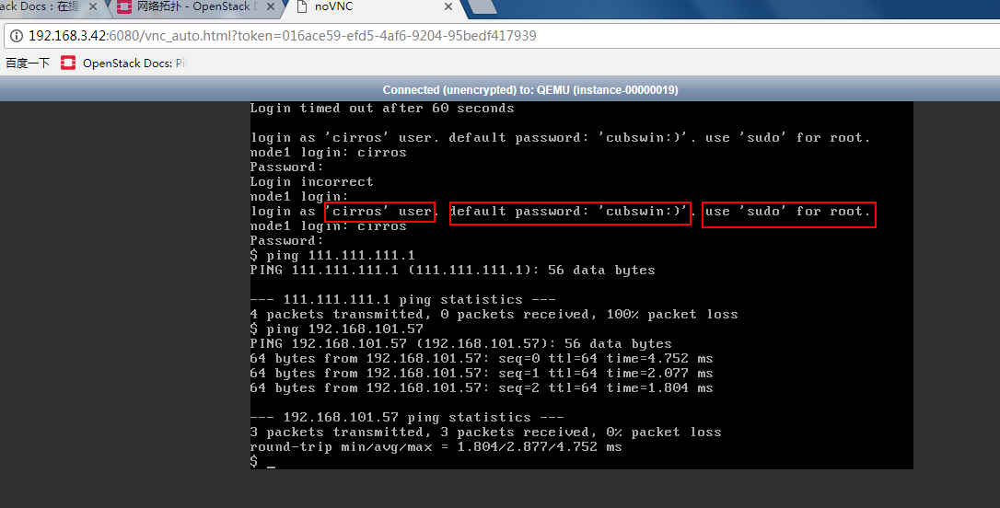 ack Docs：在提
网络拓扑 - OpenStack D
noVNC
192.168.3.42:6080/vnc_auto.html?token=016ace59-efd5-4af6-9204-95bedf417939
百度一下
OpenStack Docs: Pil
Connected (unencrypted) to: QEMU (instance-00000019)
Login timed out after 60 seconds
login as 'cirros' user. default password: 'cubswin:)'. use 'sudo' for root.
node1 login: cirros
Password:
Login incorrect
node1 login:
login as 'cirros' user. default password: 'cubswin:)'. use 'sudo' for root.
node1 login: cirros
Password:
$ ping 111.111.111.1
PING 111.111.111.1 (111.111.111.1): 56 data bytes
--- 111.111.111.1 ping statistics ---
4 packets transmitted, 0 packets received, 100% packet loss
$ ping 192.168.101.57
PING 192.168.101.57 (192.168.101.57): 56 data bytes
64 bytes from 192.168.101.57: seq=0 ttl=64 time=4.752 ms
64 bytes from 192.168.101.57: seq=1 ttl=64 time=2.077 ms
64 bytes from 192.168.101.57: seq=2 ttl=64 time=1.804 ms
--- 192.168.101.57 ping statistics ---
3 packets transmitted, 3 packets received, 0% packet loss
round-trip min/avg/max = 1.804/2.877/4.752 ms
$ _